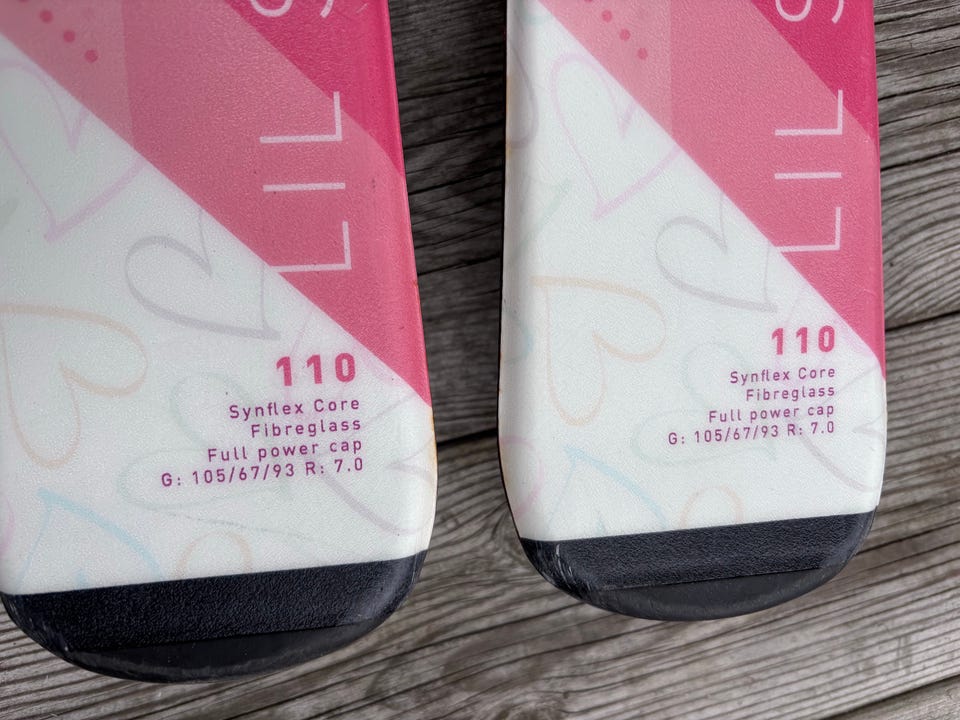 LIL
110
Synflex Core
Fibreglass
Full power cap
G: 105/67/93 R: 7.0
LIL
110
Synflex Core
Fibreglass
Full power cap
G: 105/67/93 R: 7.0